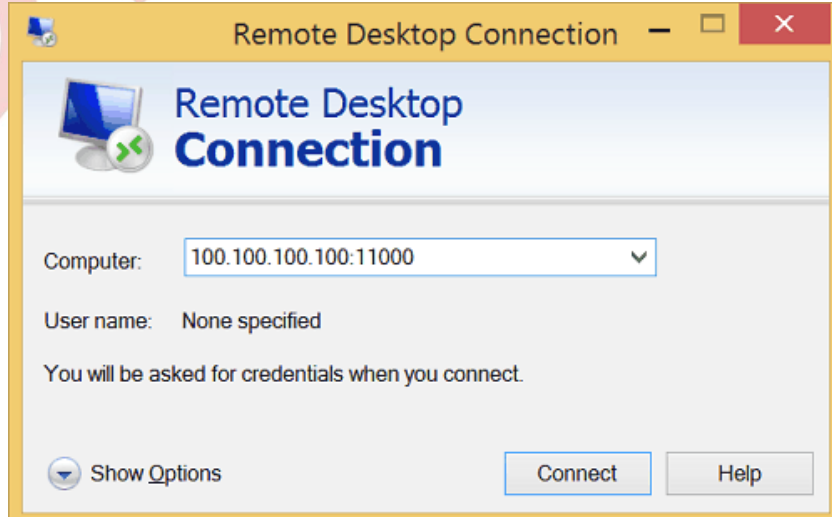 Remote Desktop Connection
Remote Desktop
Connection
Computer: 100.100.100.100:11000
User name: None specified
You will be asked for credentials when you connect.
Show Options Connect Help